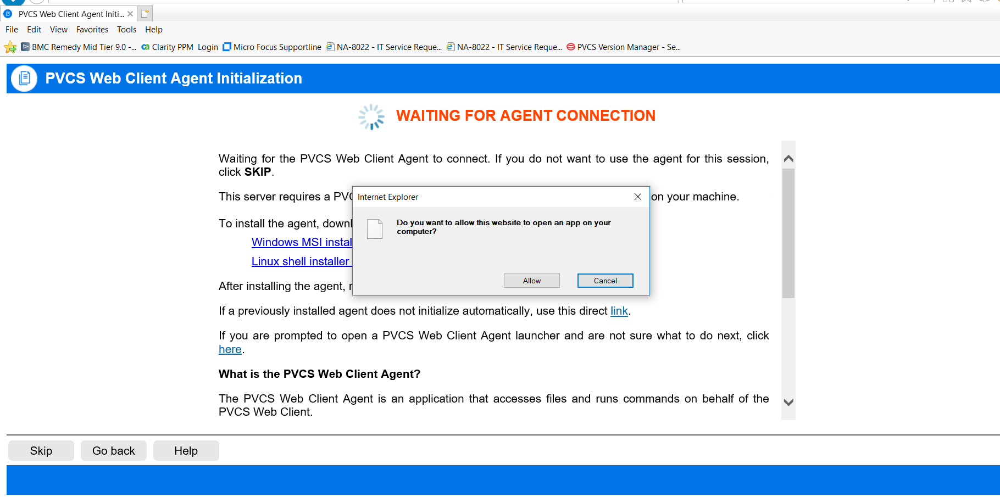 PVCS Web Client Agent Initi...
File Edit View Favorites Tools Help
BMC Remedy Mid Tier 9.0 -... ca Clarity PPM Login Micro Focus Supportline NA-8022 - IT Service Reque... NA-8022 - IT Service Reque... PVCS Version Manager - Se...
PVCS Web Client Agent Initialization
WAITING FOR AGENT CONNECTION
Waiting for the PVCS Web Client Agent to connect. If you do not want to use the agent for this session,
click SKIP.
This server requires a PVC
on your machine.
To install the agent, downl
Windows MSI instal
Linux shell installer
After installing the agent, r
Internet Explorer
Do you want to allow this website to open an app on your
computer?
Allow Cancel
If a previously installed agent does not initialize automatically, use this direct link.
If you are prompted to open a PVCS Web Client Agent launcher and are not sure what to do next, click
here.
What is the PVCS Web Client Agent?
The PVCS Web Client Agent is an application that accesses files and runs commands on behalf of the
PVCS Web Client.
Skip Go back Help